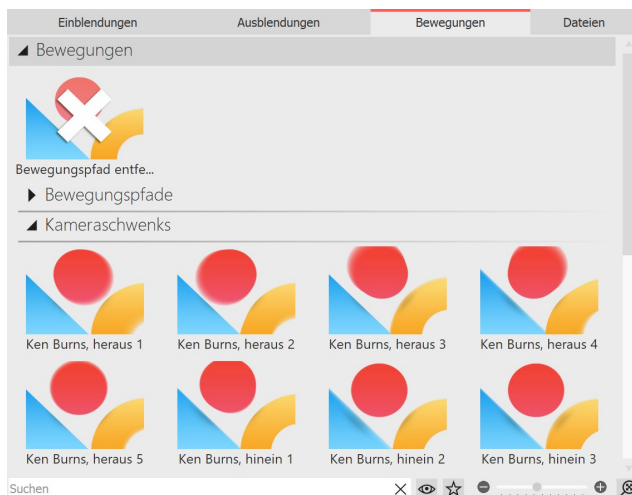 Einblendungen Ausblendungen Bewegungen Dateien
Bewegungen
Bewegungspfad entfe...
Bewegungspfade
Kameraschwenks
Ken Burns, heraus 1 Ken Burns, heraus 2 Ken Burns, heraus 3 Ken Burns, heraus 4
Ken Burns, heraus 5 Ken Burns, hinein 1 Ken Burns, hinein 2 Ken Burns, hinein 3
Suchen